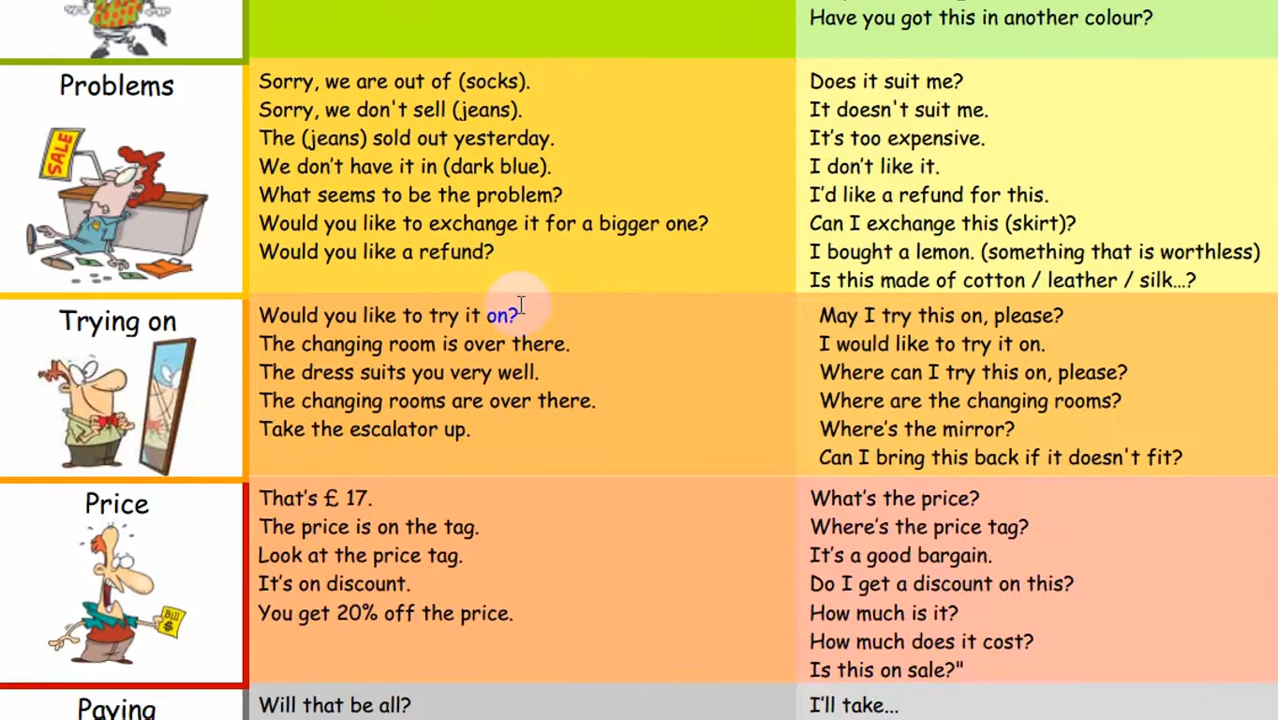 Have you got this in another colour?
Problems
SALE
Sorry, we are out of (socks).
Sorry, we don't sell (jeans).
The (jeans) sold out yesterday.
We don't have it in (dark blue).
What seems to be the problem?
Would you like to exchange it for a bigger one?
Would you like a refund?
Does it suit me?
It doesn't suit me.
It's too expensive.
I don't like it.
I'd like a refund for this.
Can I exchange this (skirt)?
I bought a lemon. (something that is worthless)
Is this made of cotton / leather / silk...?
Trying on
Would you like to try it on?
The changing room is over there.
The dress suits you very well.
The changing rooms are over there.
Take the escalator up.
May I try this on, please?
I would like to try it on.
Where can I try this on, please?
Where are the changing rooms?
Where's the mirror?
Can I bring this back if it doesn't fit?
Price
Bill
$
That's £ 17.
The price is on the tag.
Look at the price tag.
It's on discount.
You get 20% off the price.
What's the price?
Where's the price tag?
It's a good bargain.
Do I get a discount on this?
How much is it?
How much does it cost?
Is this on sale?"
Paying
Will that be all?
I'll take...